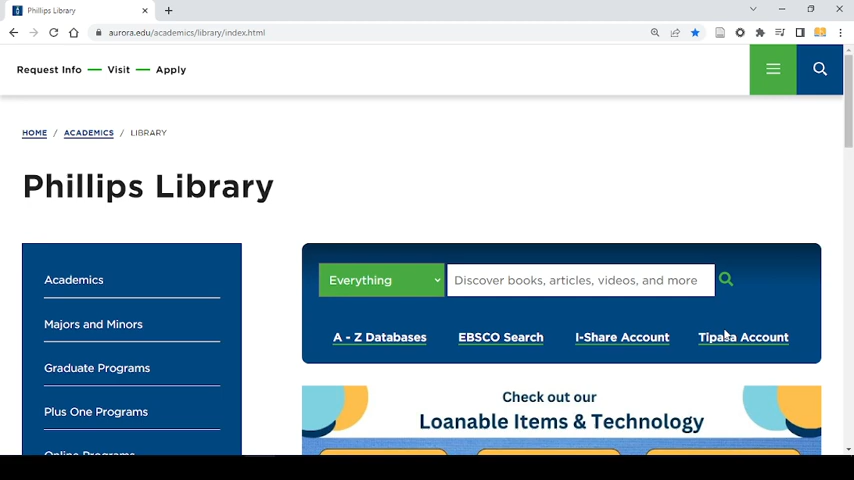 Phillips Library
aurora.edu/academics/library/index.html
Request Info Visit Apply
HOME / ACADEMICS / LIBRARY
Phillips Library
Academics
Majors and Minors
Graduate Programs
Plus One Programs
Online Programs
Everything
Discover books, articles, videos, and more
A - Z Databases EBSCO Search I-Share Account Tipasa Account
Check out our
Loanable Items & Technology